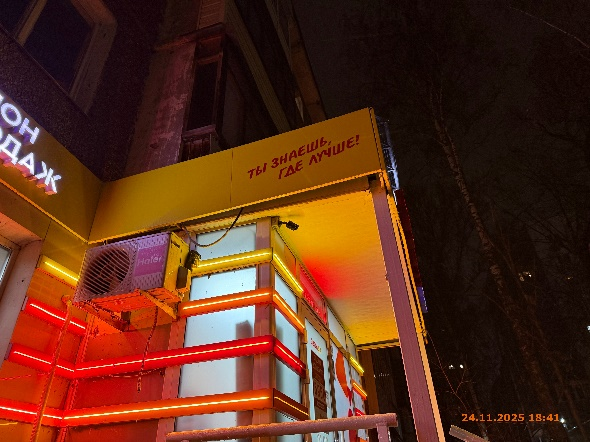 ОН
ОДАЖ
ТЫ ЗНАЕШЬ,
ГДЕ ЛУЧШЕ!
Haier
24.11.2025 18:41